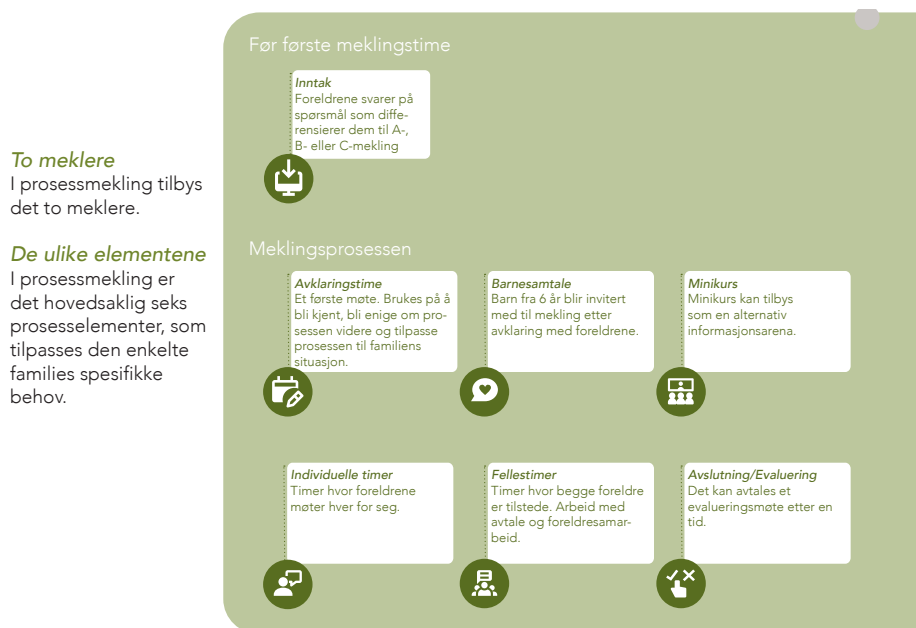 To meklere
I prosessmekling tilbys
det to meklere.
De ulike elementene
I prosessmekling er
det hovedsaklig seks
prosesselementer, som
tilpasses den enkelte
families spesifikke
behov.
Før første meklingstime
Inntak
Foreldrene svarer på
spørsmål som diffe-
rensierer dem til A-,
B- eller C-mekling
Meklingsprosessen
Avklaringstime
Et første møte. Brukes på å
bli kjent, bli enige om pro-
sessen videre og tilpasse
prosessen til familiens
situasjon.
Barnesamtale
Barn fra 6 år blir invitert
med til mekling etter
avklaring med foreldrene.
Minikurs
Minikurs kan tilbys
som en alternativ
informasjonsarena.
Individuelle timer
Timer hvor foreldrene
møter hver for seg.
Fellestimer
Timer hvor begge foreldre
er tilstede. Arbeid med
avtale og foreldresamar-
beid.
Avslutning/Evaluering
Det kan avtales et
evalueringsmøte etter en
tid.